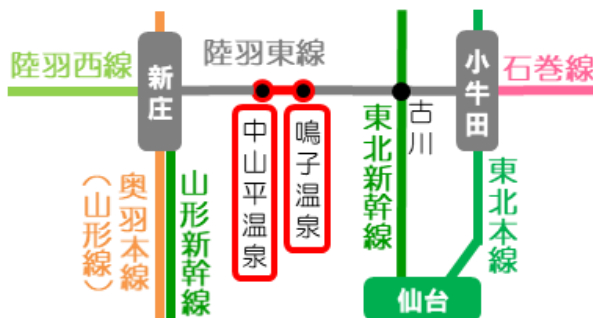 陸羽西線
新庄
陸羽東線
小牛田
石巻線
中山平温泉
鳴子温泉
古川
東北新幹線
東北本線
奥羽本線
（山形線）
山形新幹線
仙台